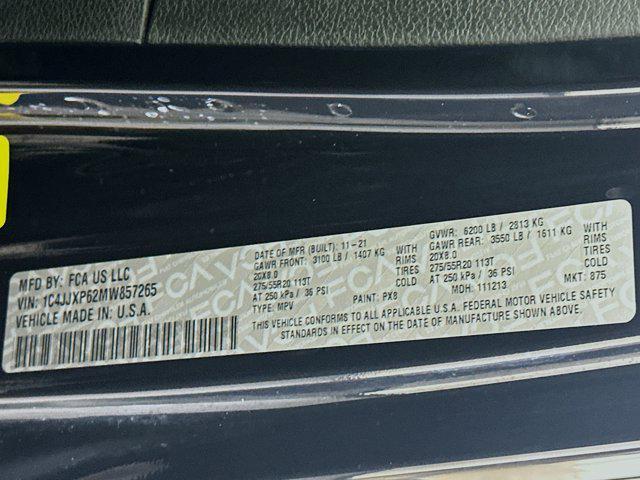 MFD BY: FCA US LLC
VIN: 1C4JJXP62MW857265
VEHICLE MADE IN: U.S.A.
DATE OF MFR (BUILT): 11-21
GAWR FRONT: 3100 LB / 1407 KG WITH
20X8.0 RIMS
275/55R20 113T TIRES
AT 250 kPa / 36 PSI COLD
TYPE: MPV PAINT: PX8
GVWR: 6200 LB / 2813 KG
GAWR REAR: 3550 LB / 1611 KG WITH
20X8.0 RIMS
275/55R20 113T TIRES
AT 250 kPa / 36 PSI COLD
MDH: 111213 MKT: 875
THIS VEHICLE CONFORMS TO ALL APPLICABLE U.S.A. FEDERAL MOTOR VEHICLE SAFETY
STANDARDS IN EFFECT ON THE DATE OF MANUFACTURE SHOWN ABOVE